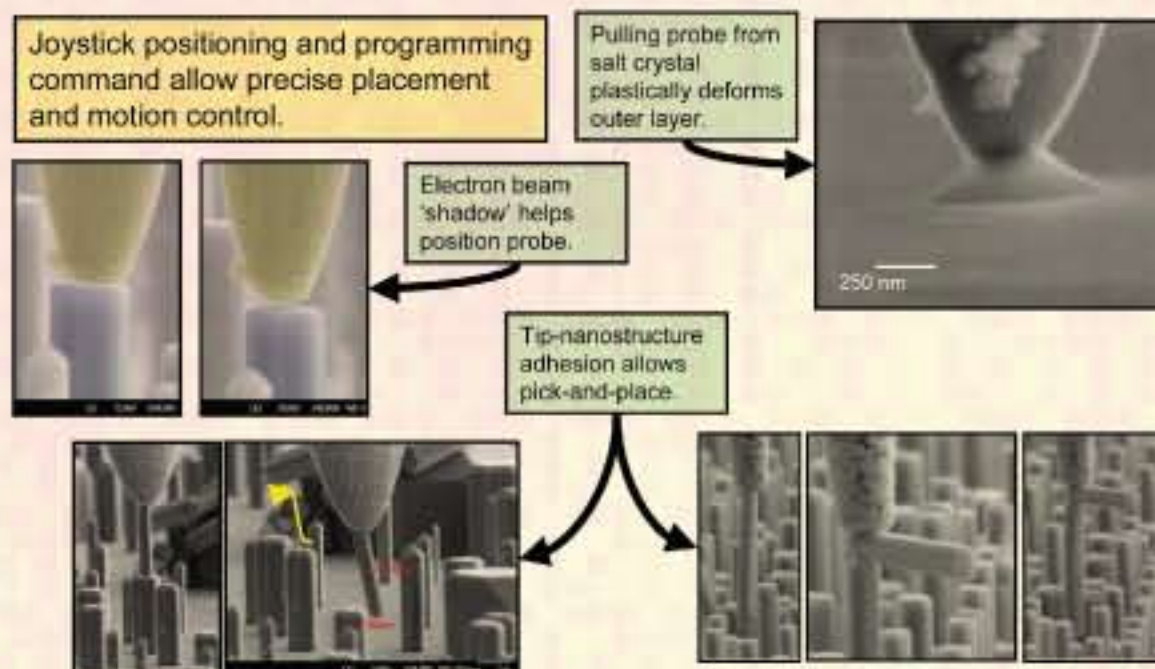 Joystick positioning and programming
command allow precise placement
and motion control.
Pulling probe from
salt crystal
plastically deforms
outer layer.
250 nm
Electron beam
'shadow' helps
position probe.
Tip-nanostructure
adhesion allows
pick-and-place.